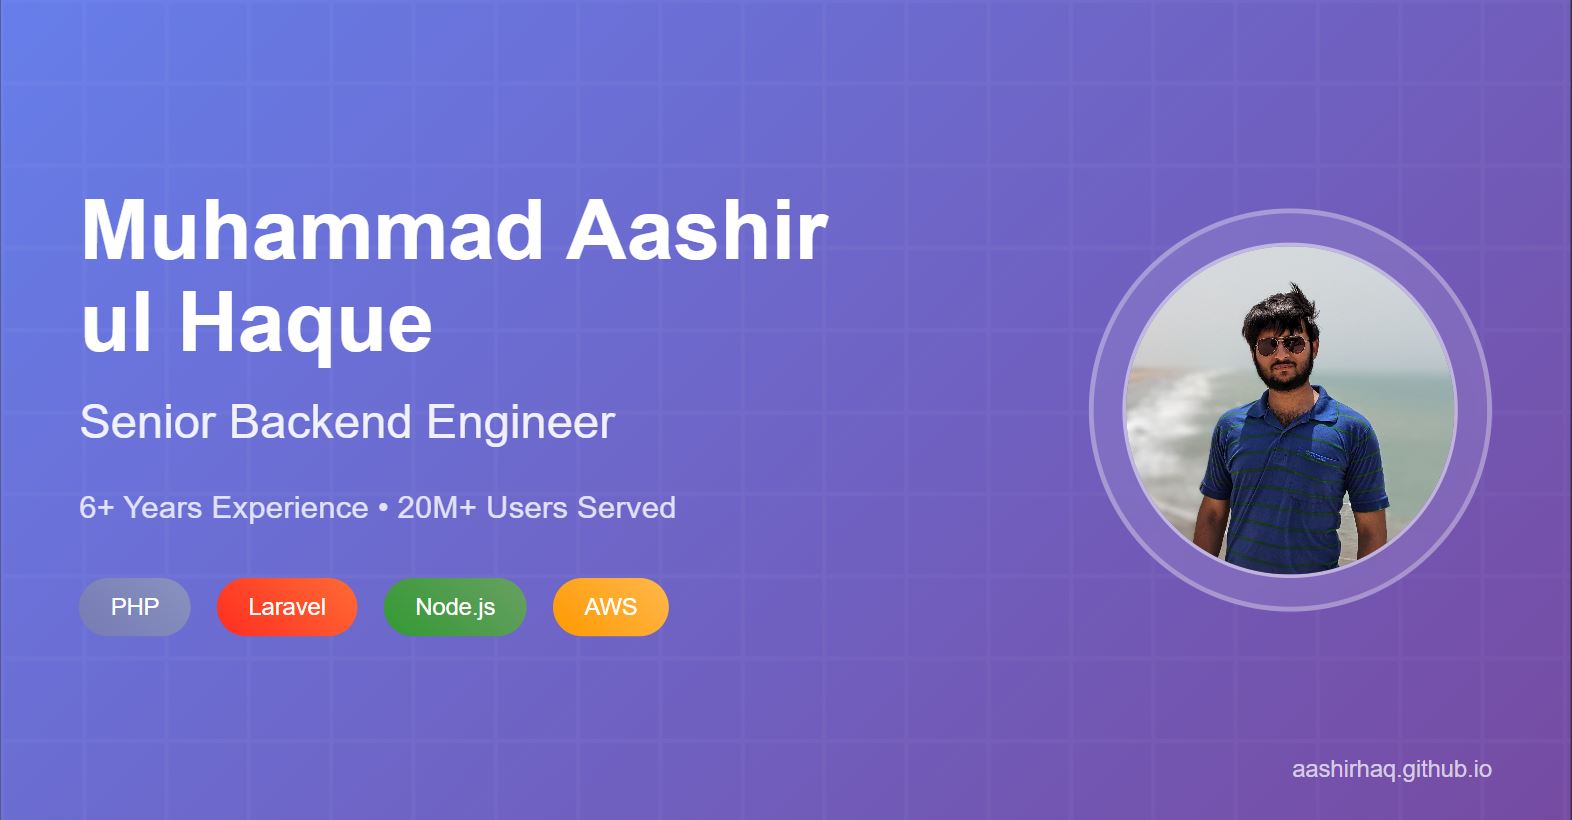 Muhammad Aashir
ul Haque
Senior Backend Engineer
6+ Years Experience • 20M+ Users Served
PHP Laravel Node.js AWS
aashirhaq.github.io